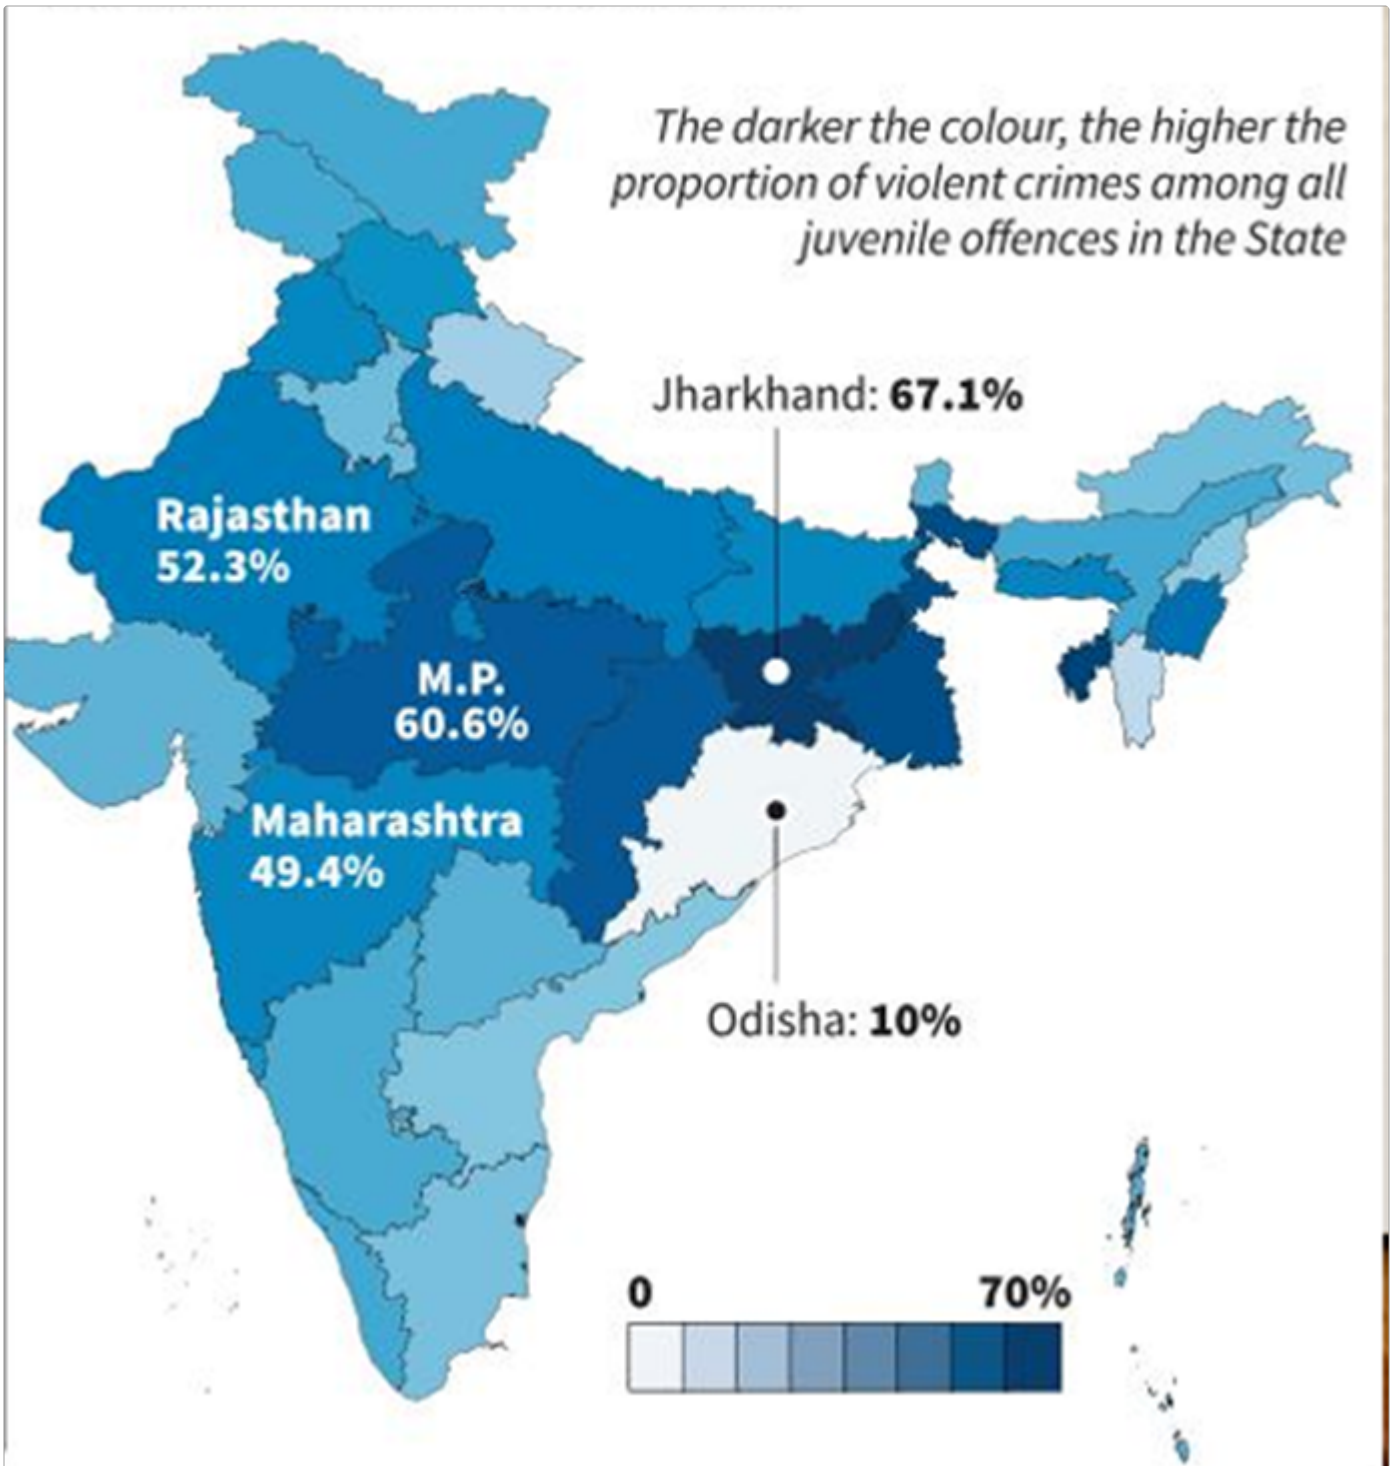 The darker the colour, the higher the
proportion of violent crimes among all
juvenile offences in the State
Jharkhand: 67.1%
Rajasthan
52.3%
M.P.
60.6%
Maharashtra
49.4%
Odisha: 10%
0 70%